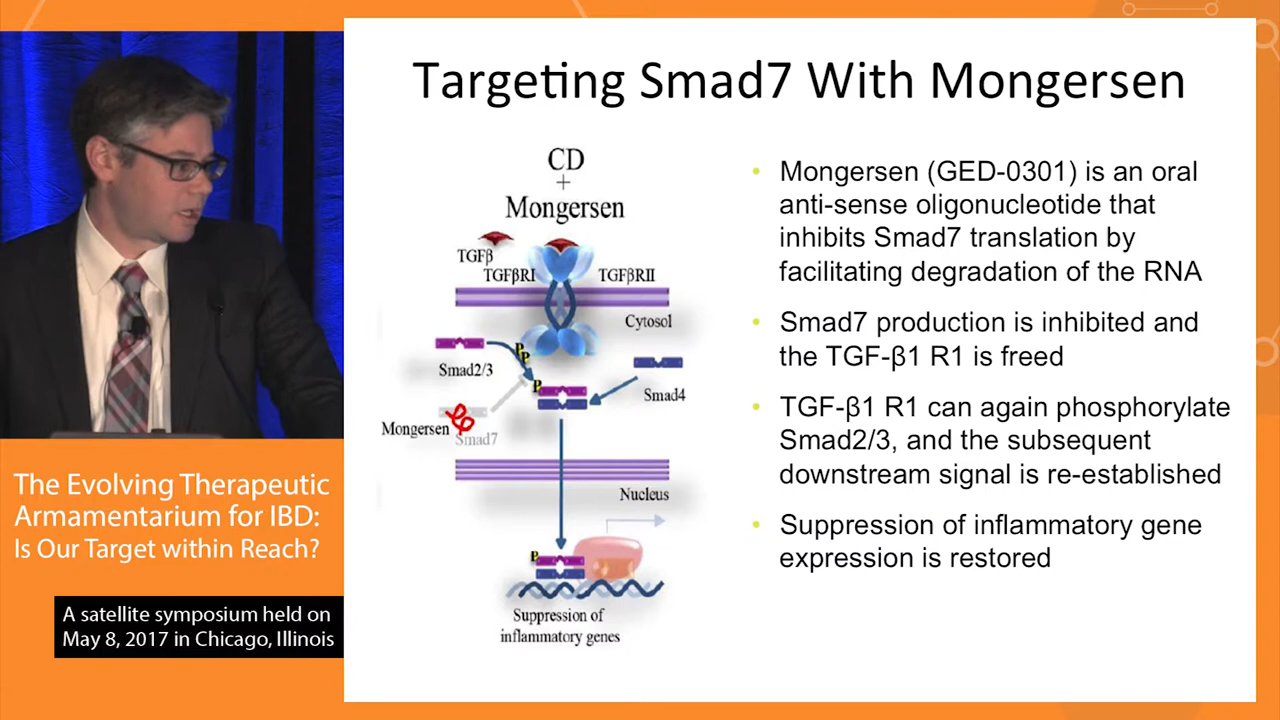 Targeting Smad7 With Mongersen
CD
+
Mongersen
TGFβ
TGFβRI
TGFβRII
Cytosol
P
P
Smad2/3
P
Smad4
Mongersen
Smad7
Nucleus
P
Suppression of
inflammatory genes
• Mongersen (GED-0301) is an oral
anti-sense oligonucleotide that
inhibits Smad7 translation by
facilitating degradation of the RNA
• Smad7 production is inhibited and
the TGF-β1 R1 is freed
• TGF-β1 R1 can again phosphorylate
Smad2/3, and the subsequent
downstream signal is re-established
• Suppression of inflammatory gene
expression is restored
The Evolving Therapeutic
Armamentarium for IBD:
Is Our Target within Reach?
A satellite symposium held on
May 8, 2017 in Chicago, Illinois